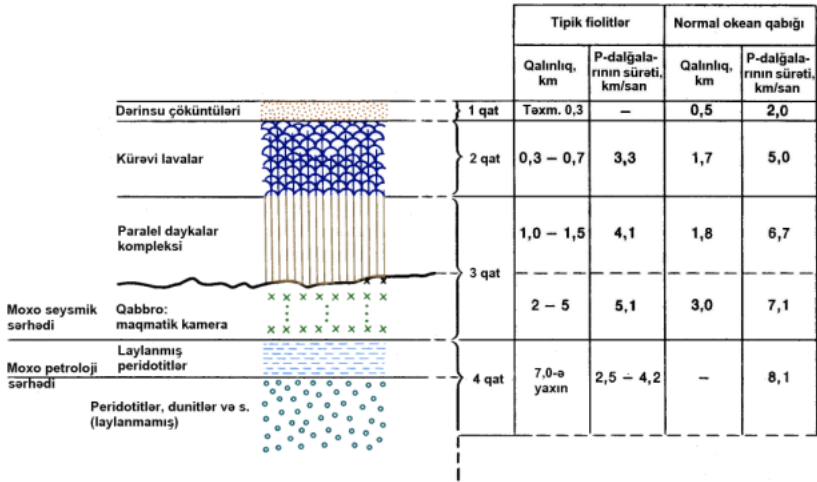 Tipik fiolitlər
Normal okean qabığı
Qalınlıq,
km
P-dalğala-
rının sürəti,
km/san
Qalınlıq,
km
P-dalğala-
rının sürəti,
km/san
Dərinsu çöküntüləri
1 qat
Təxm. 0,3
–
0,5
2,0
Kürəvi lavalar
2 qat
0,3 – 0,7
3,3
1,7
5,0
Paralel daykalar
kompleksi
1,0 – 1,5
4,1
1,8
6,7
3 qat
Moxo seysmik
sərhədi
Qabbro:
maqmatik kamera
2 – 5
5,1
3,0
7,1
Laylanmış
peridotitlər
Moxo petroloji
sərhədi
4 qat
7,0-ə
yaxın
2,5 – 4,2
–
8,1
Peridotitlər, dunitlər və s.
(laylanmamış)